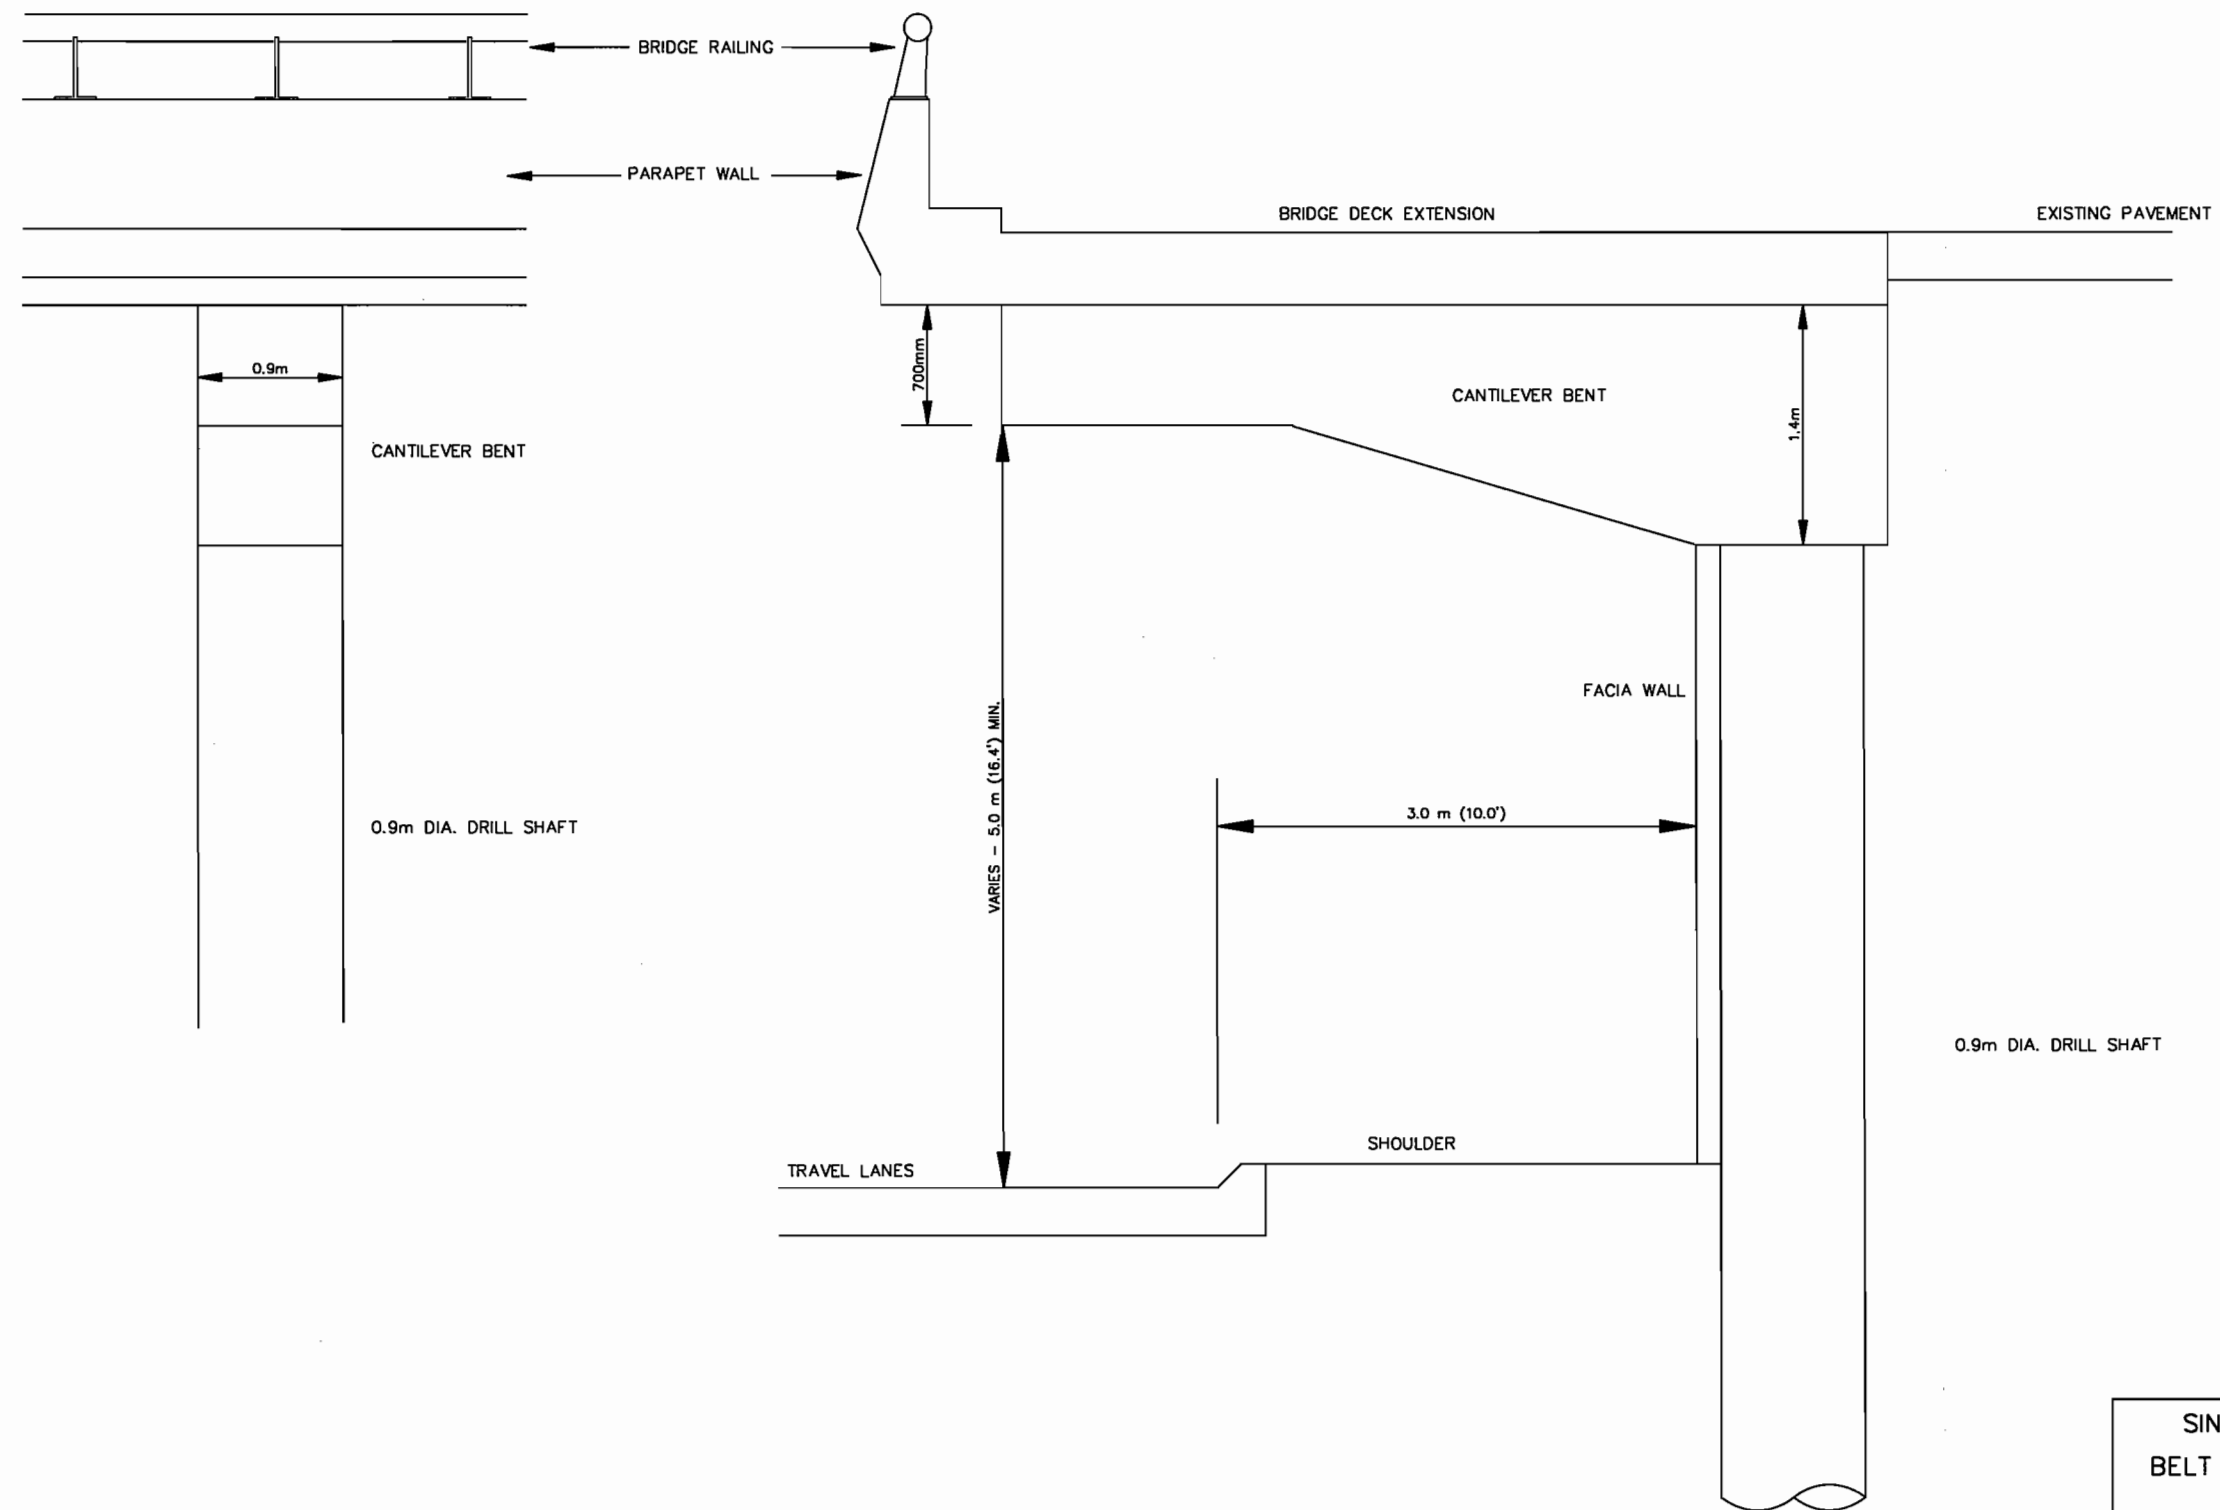 BRIDGE RAILING
PARAPET WALL
BRIDGE DECK EXTENSION
EXISTING PAVEMENT
700mm
0.9m
CANTILEVER BENT
1.4m
CANTILEVER BENT
FACIA WALL
VARIES - 5.0 m (16.4') MIN.
3.0 m (10.0')
0.9m DIA. DRILL SHAFT
0.9m DIA. DRILL SHAFT
SHOULDER
TRAVEL LANES
SIN
BELT